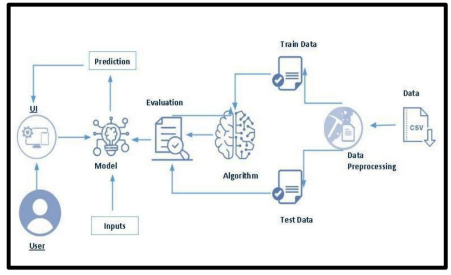 Train Data
Prediction
Data
Evaluation
UI
CSV
Model
Algorithm
Data
Preprocessing
Test Data
Inputs
User